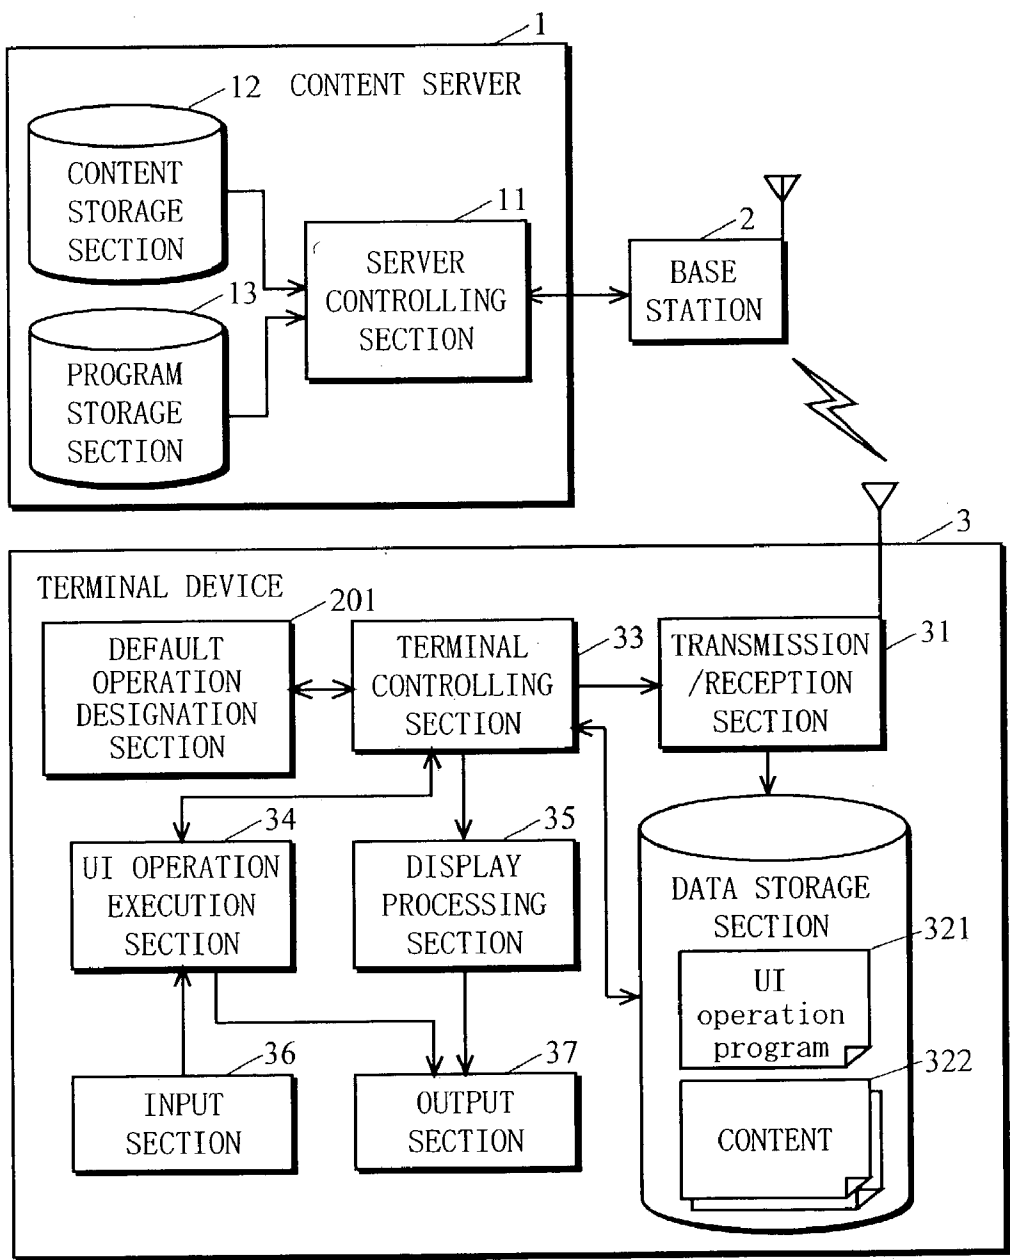 1
12 CONTENT SERVER
CONTENT
STORAGE
SECTION
11
SERVER
CONTROLLING
SECTION
13
PROGRAM
STORAGE
SECTION
2
BASE
STATION
3
TERMINAL DEVICE
201
DEFAULT
OPERATION
DESIGNATION
SECTION
33
TERMINAL
CONTROLLING
SECTION
31
TRANSMISSION
/RECEPTION
SECTION
34
UI OPERATION
EXECUTION
SECTION
35
DISPLAY
PROCESSING
SECTION
DATA STORAGE
SECTION
321
UI
operation
program
322
CONTENT
36
INPUT
SECTION
37
OUTPUT
SECTION